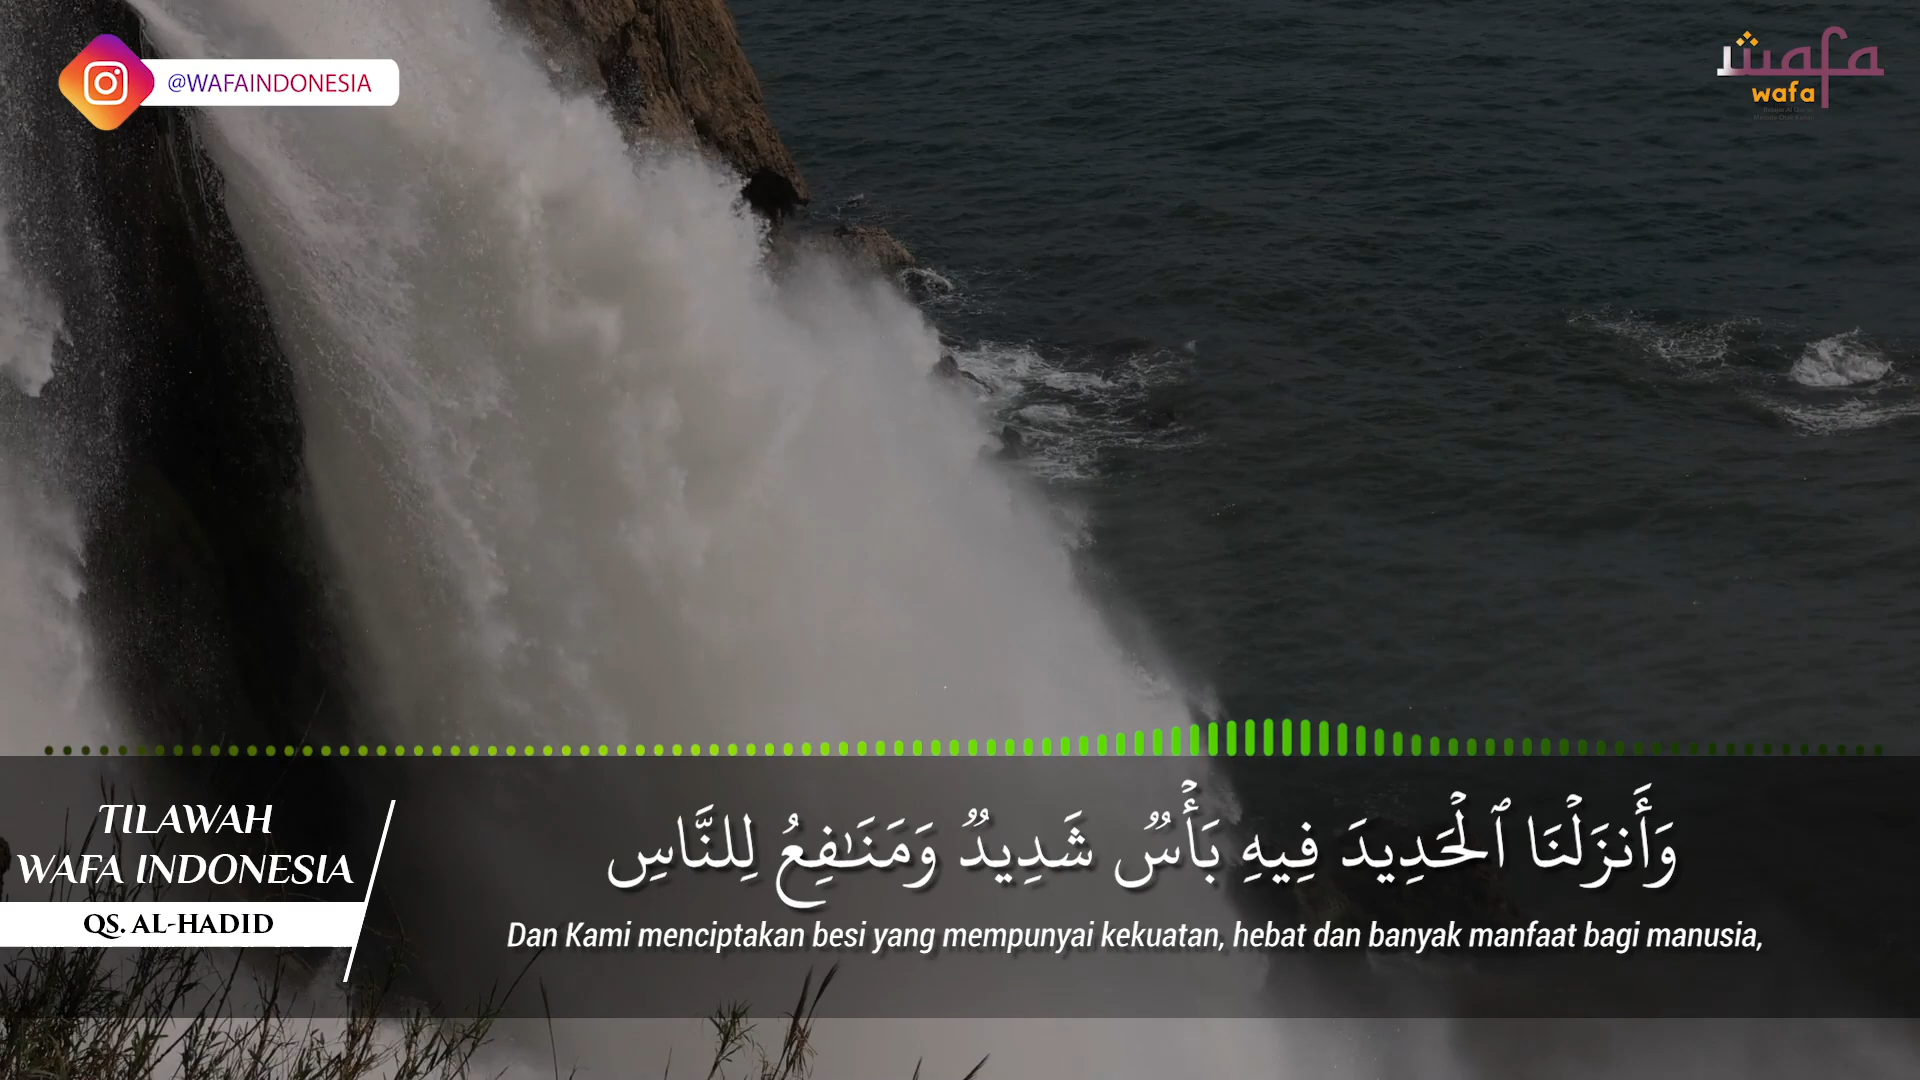 @WAFAINDONESIA
wafa
wafa
TILAWAH
WAFA INDONESIA
QS. AL-HADID
وَأَنزَلْنَا ٱلْحَدِيدَ فِيهِ بَأْسٌ شَدِيدٌ وَمَنَـٰفِعُ لِلنَّاسِ
Dan Kami menciptakan besi yang mempunyai kekuatan, hebat dan banyak manfaat bagi manusia,